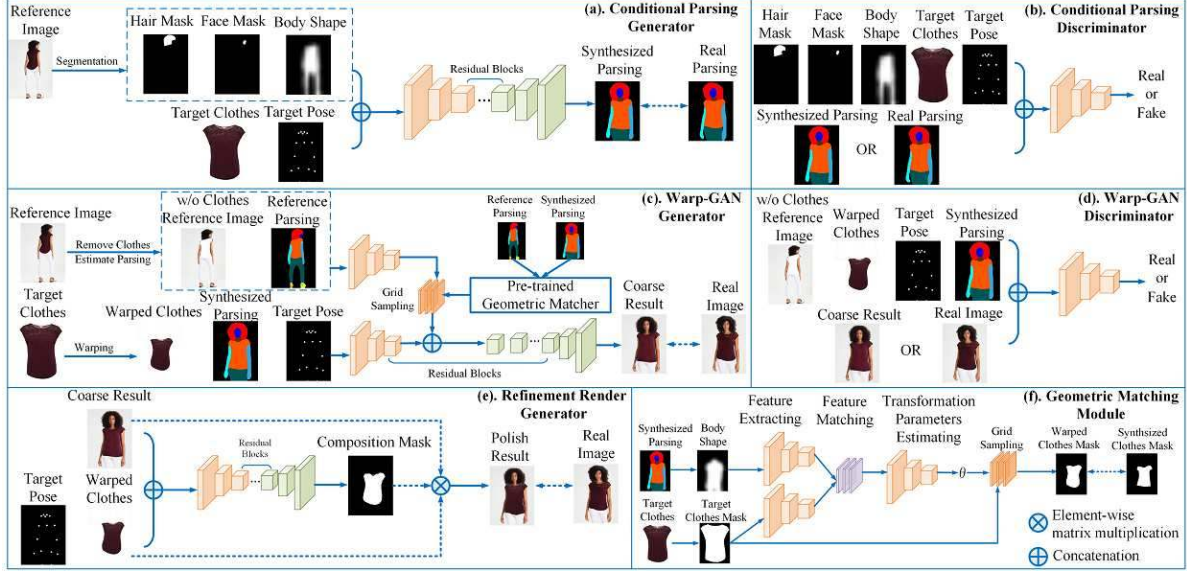 Reference
Image
Segmentation
Hair Mask Face Mask Body Shape
Target Clothes Target Pose
Residual Blocks
(a). Conditional Parsing
Generator
Synthesized
Parsing
Real
Parsing
Hair
Mask
Face
Mask
Body
Shape
Target
Clothes
Target
Pose
(b). Conditional Parsing
Discriminator
Synthesized Parsing
OR
Real Parsing
Real
or
Fake
Reference Image
Remove Clothes
Estimate Parsing
w/o Clothes
Reference Image
Reference
Parsing
(c). Warp-GAN
Generator
Reference
Parsing
Synthesized
Parsing
Pre-trained
Geometric Matcher
Grid
Sampling
Target
Clothes
Warping
Warped Clothes
Synthesized
Parsing
Target Pose
Residual Blocks
Coarse
Result
Real
Image
w/o Clothes
Reference
Image
Warped
Clothes
Target
Pose
Synthesized
Parsing
(d). Warp-GAN
Discriminator
Coarse Result
OR
Real Image
Real
or
Fake
Coarse Result
Target
Pose
Warped
Clothes
Residual
Blocks
Composition Mask
(e). Refinement Render
Generator
Polish
Result
Real
Image
Synthesized
Parsing
Body
Shape
Target
Clothes
Target
Clothes Mask
Feature
Extracting
Feature
Matching
Transformation
Parameters
Estimating
θ
Grid
Sampling
(f). Geometric Matching
Module
Warped
Clothes Mask
Synthesized
Clothes Mask
Element-wise
matrix multiplication
Concatenation